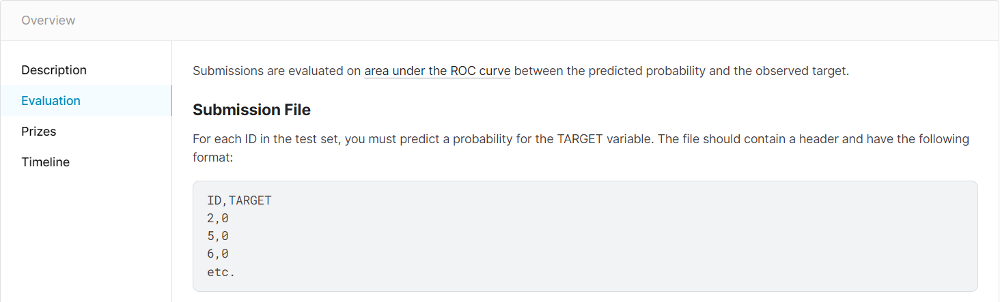 Overview
Description
Evaluation
Prizes
Timeline
Submissions are evaluated on area under the ROC curve between the predicted probability and the observed target.
Submission File
For each ID in the test set, you must predict a probability for the TARGET variable. The file should contain a header and have the following
format:
ID,TARGET
2,0
5,0
6,0
etc.